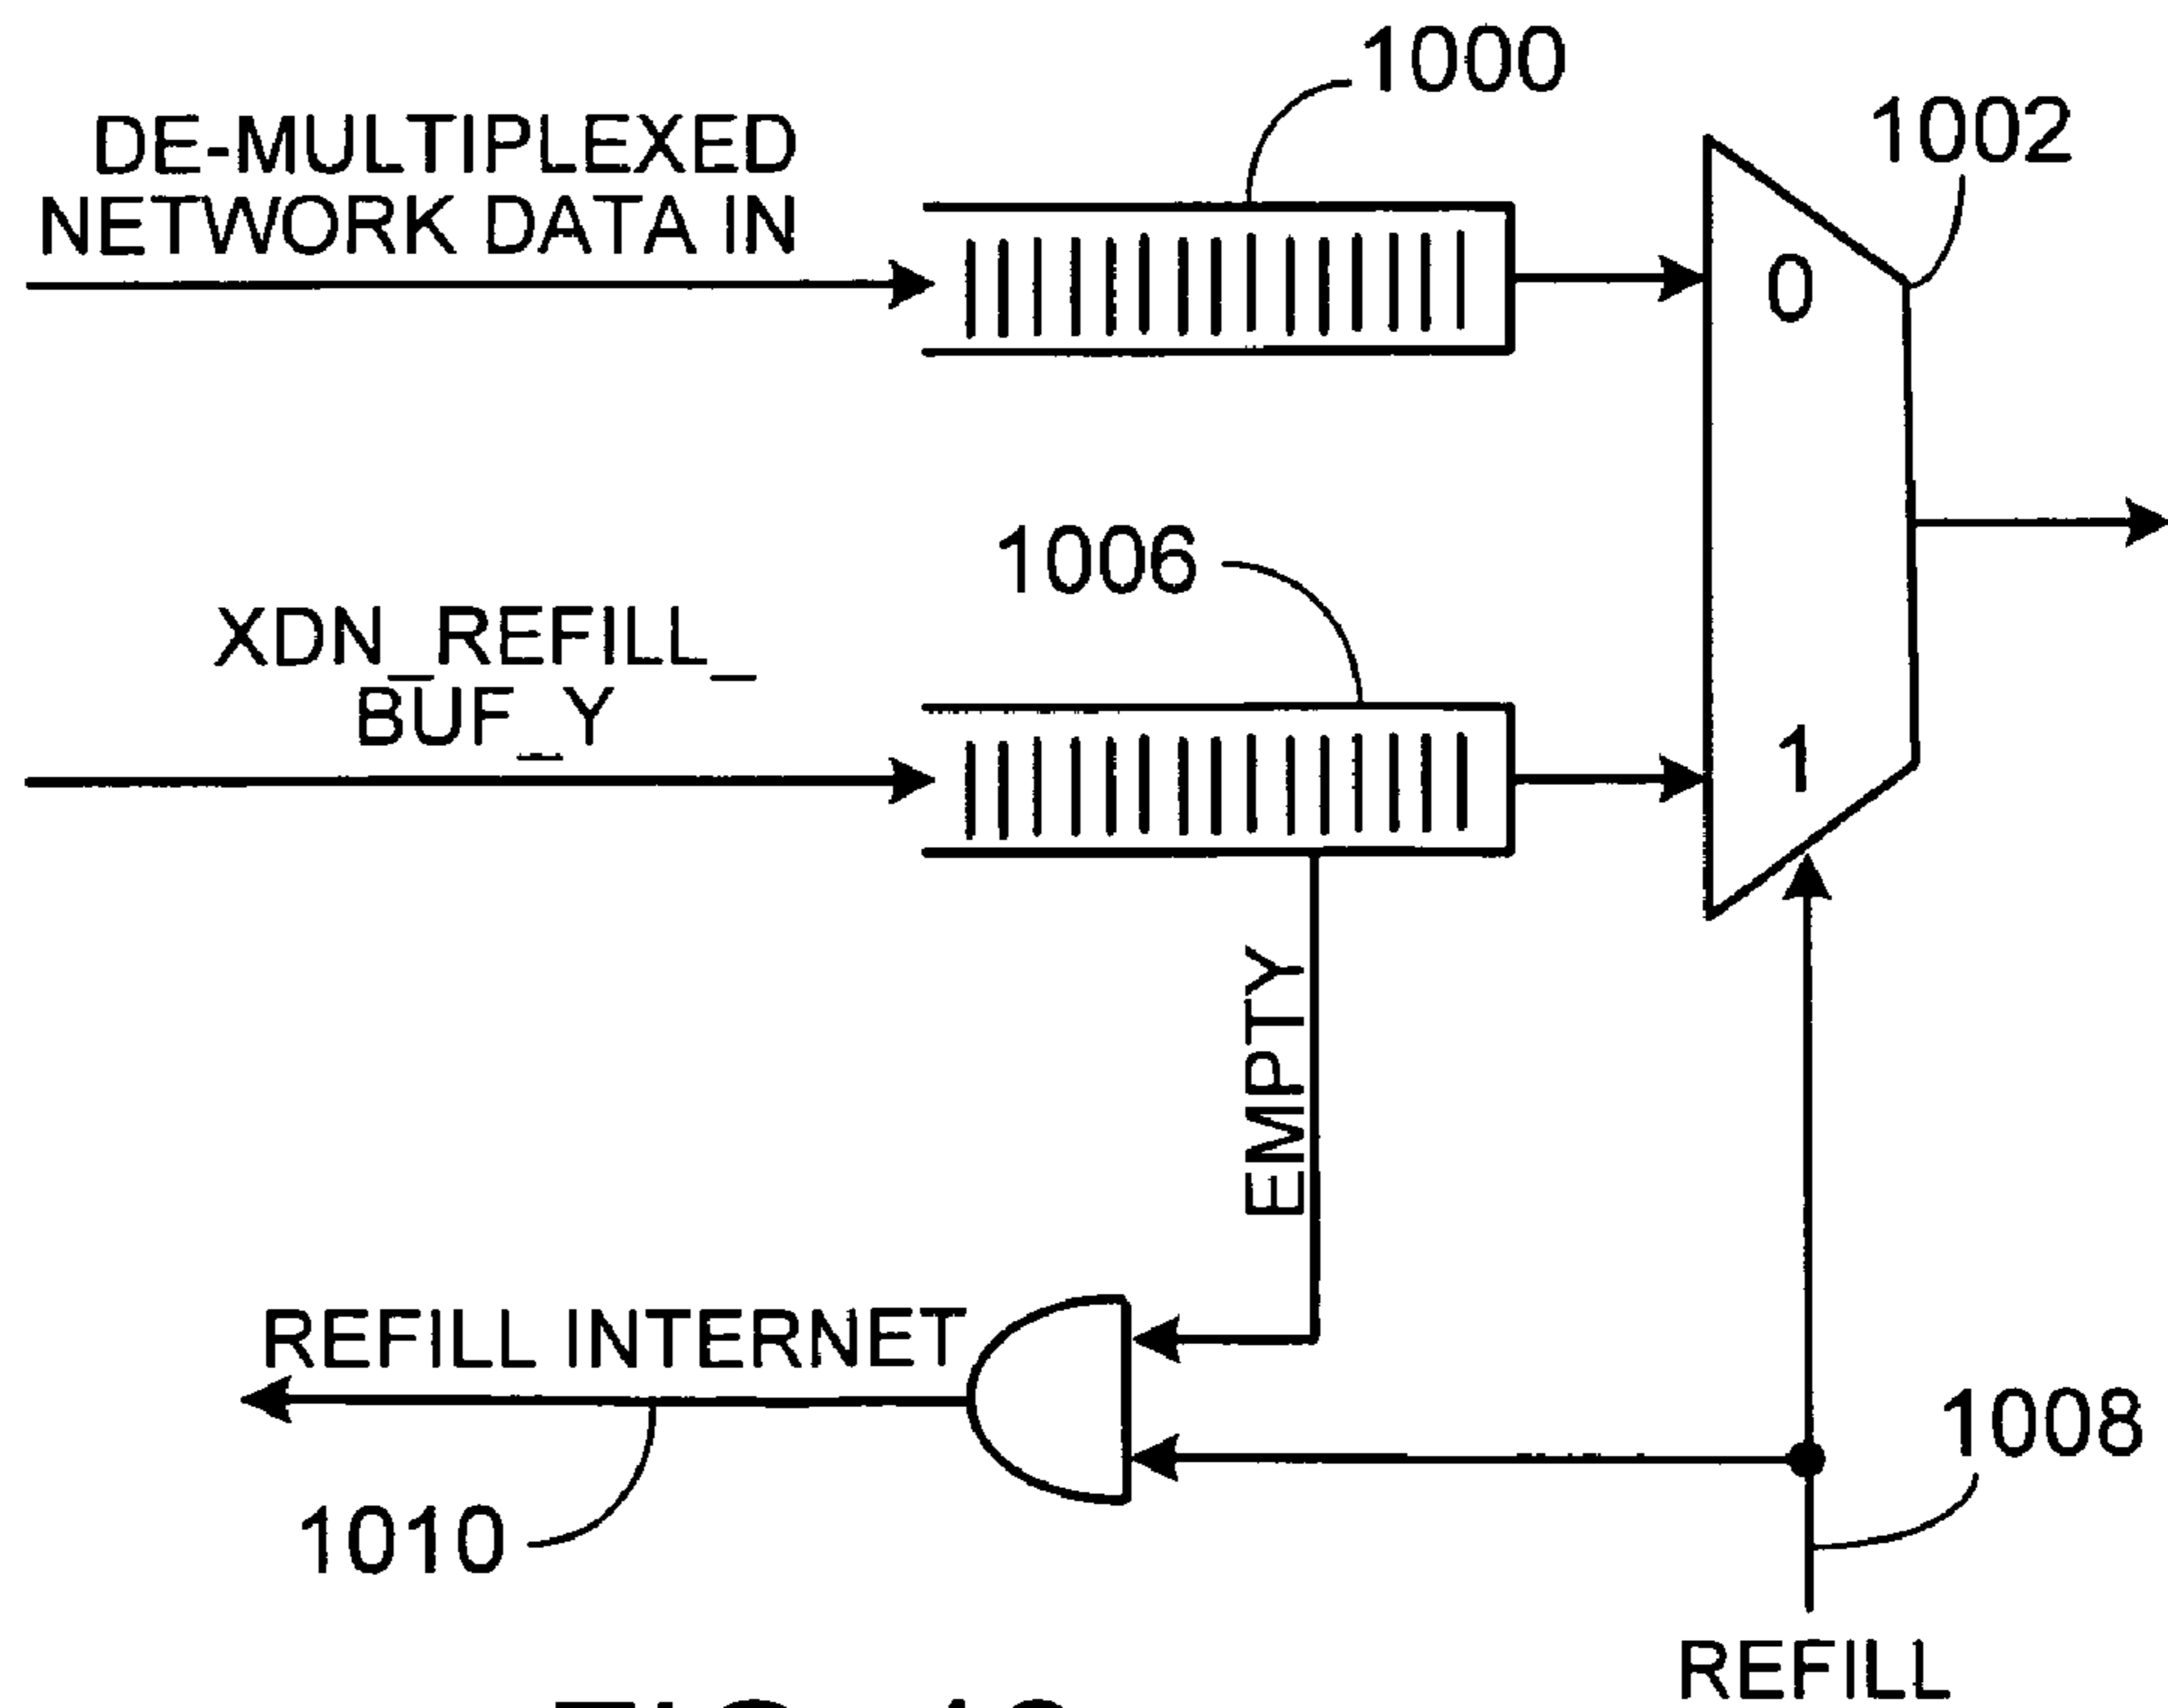 1000
1002
DE-MULTIPLEXED
NETWORK DATA IN
0
1006
XDN_REFILL_
BUF_Y
1
EMPTY
REFILL INTERNET
1008
1010
REFILL